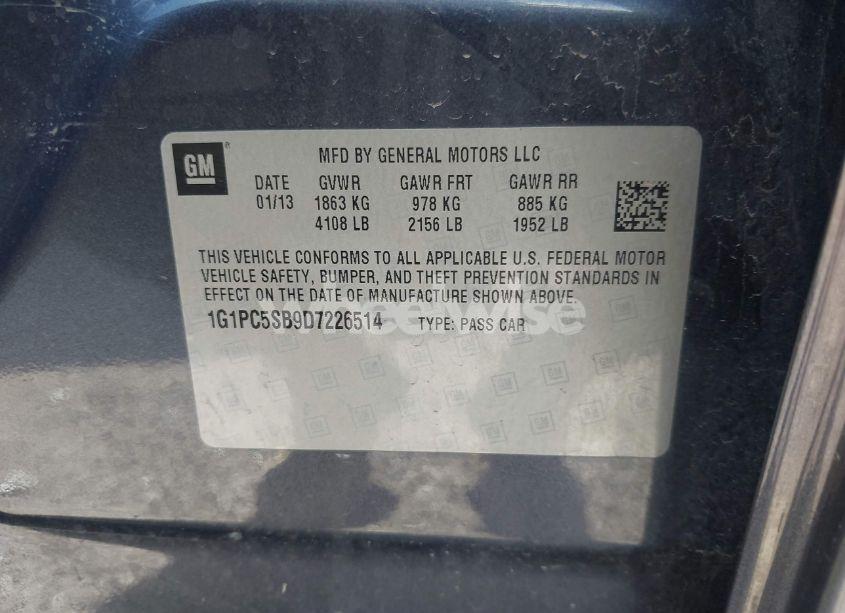 GM
MFD BY GENERAL MOTORS LLC
DATE GVWR GAWR FRT GAWR RR
01/13 1863 KG 978 KG 885 KG
4108 LB 2156 LB 1952 LB
THIS VEHICLE CONFORMS TO ALL APPLICABLE U.S. FEDERAL MOTOR
VEHICLE SAFETY, BUMPER, AND THEFT PREVENTION STANDARDS IN
EFFECT ON THE DATE OF MANUFACTURE SHOWN ABOVE.
1G1PC5SB9D7226514 TYPE: PASS CAR
WheelWise